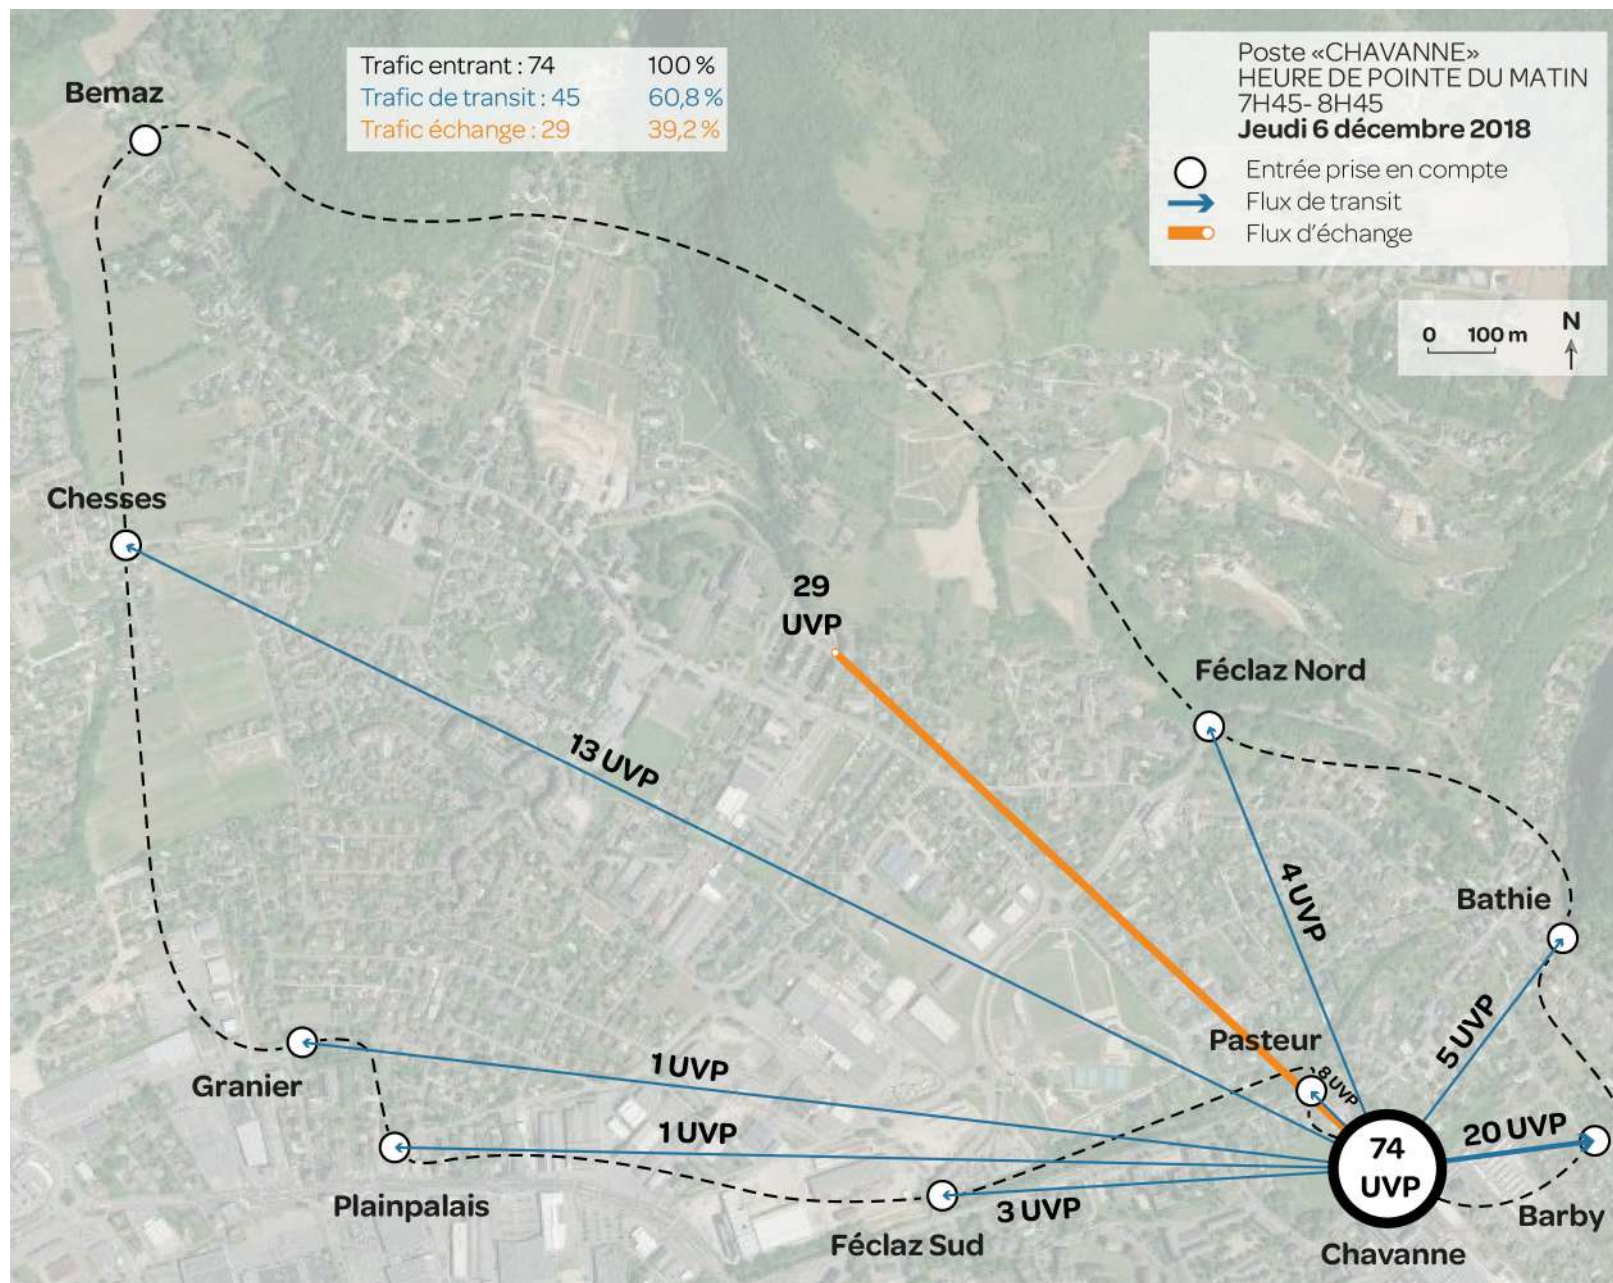 Poste «CHAVANNE»
HEURE DE POINTE DU MATIN
7H45- 8H45
Jeudi 6 décembre 2018
Entrée prise en compte
Flux de transit
Flux d'échange
Trafic entrant : 74 100 %
Trafic de transit : 45 60,8 %
Trafic échange : 29 39,2 %
0 100 m
N
Bemaz
Chesses
29
UVP
Féclaz Nord
13 UVP
4 UVP
Bathie
5 UVP
Pasteur
8 UVP
Granier
1 UVP
1 UVP
20 UVP
74
UVP
Plainpalais
3 UVP
Barby
Féclaz Sud
Chavanne